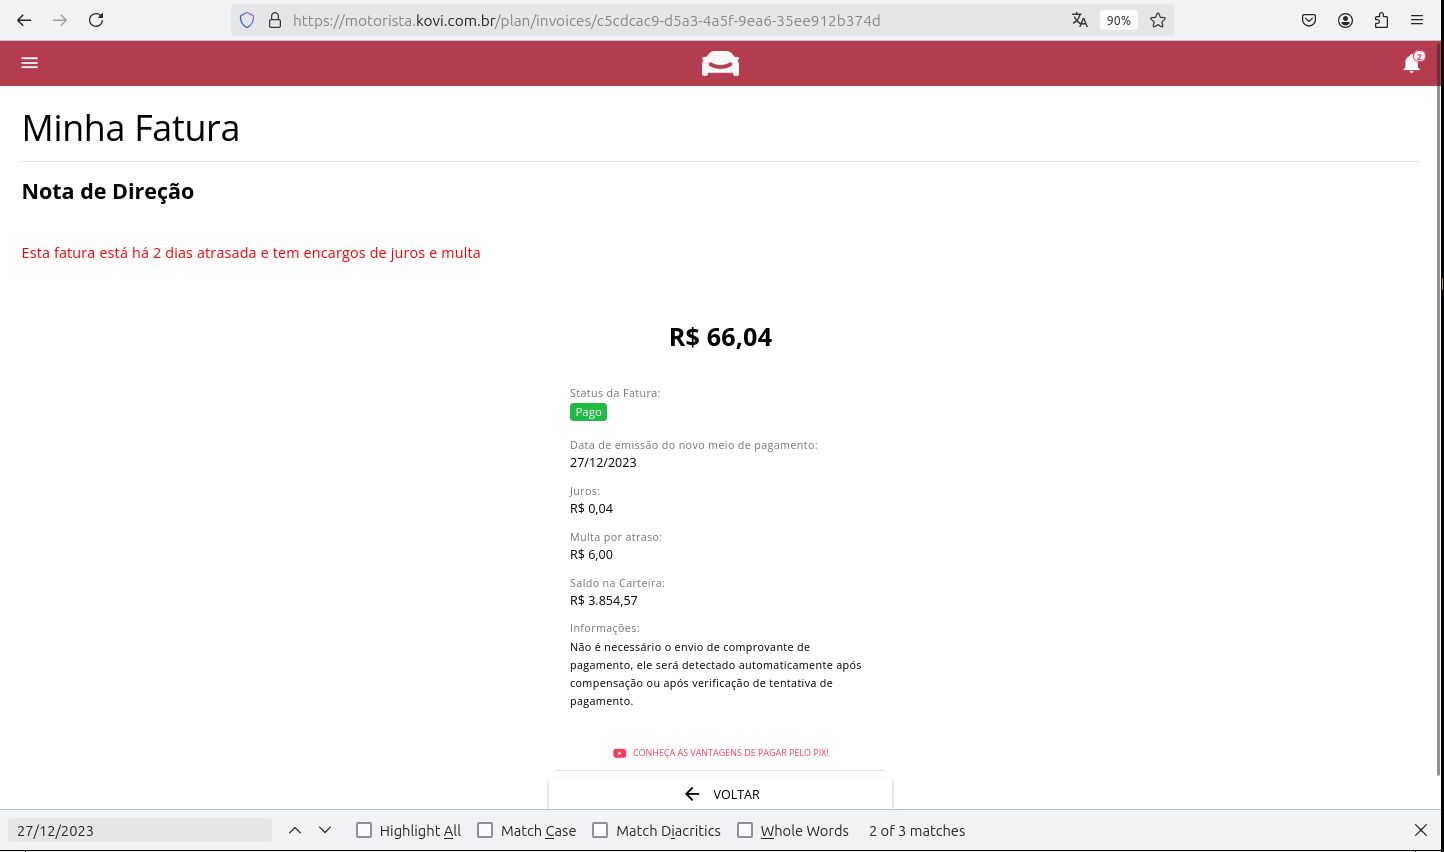 https://motorista.kovi.com.br/plan/invoices/c5cdcac9-d5a3-4a5f-9ea6-35ee912b374d
90%
2
Minha Fatura
Nota de Direção
Esta fatura está há 2 dias atrasada e tem encargos de juros e multa
R$ 66,04
Status da Fatura:
Pago
Data de emissão do novo meio de pagamento:
27/12/2023
Juros:
R$ 0,04
Multa por atraso:
R$ 6,00
Saldo na Carteira:
R$ 3.854,57
Informações:
Não é necessário o envio de comprovante de
pagamento, ele será detectado automaticamente após
compensação ou após verificação de tentativa de
pagamento.
CONHEÇA AS VANTAGENS DE PAGAR PELO PIX!
VOLTAR
27/12/2023 Highlight All Match Case Match Diacritics Whole Words 2 of 3 matches